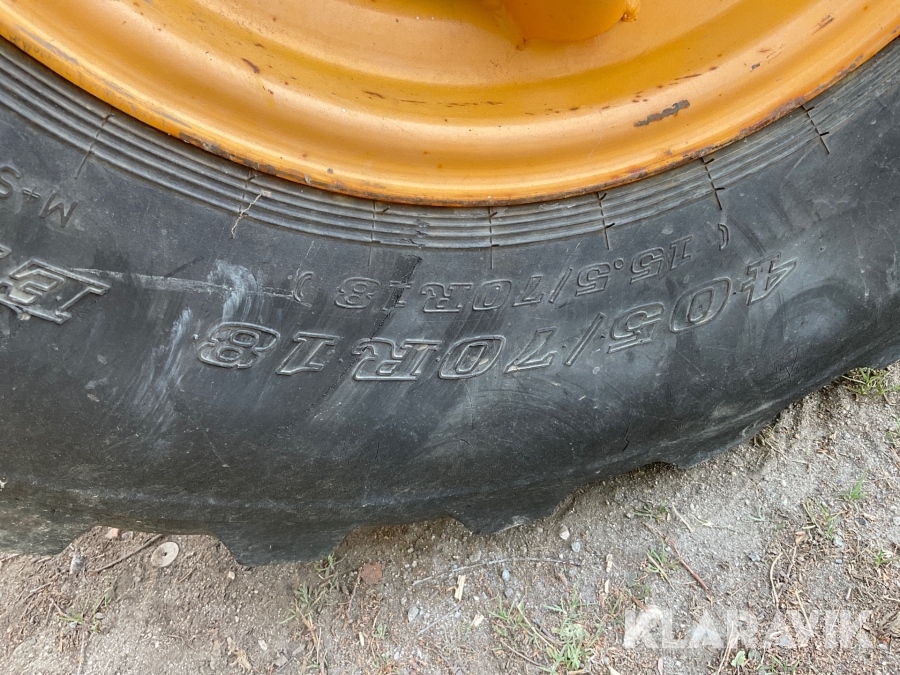 405/70R18
(15.5/70R18)
M+S
KLARAVIK